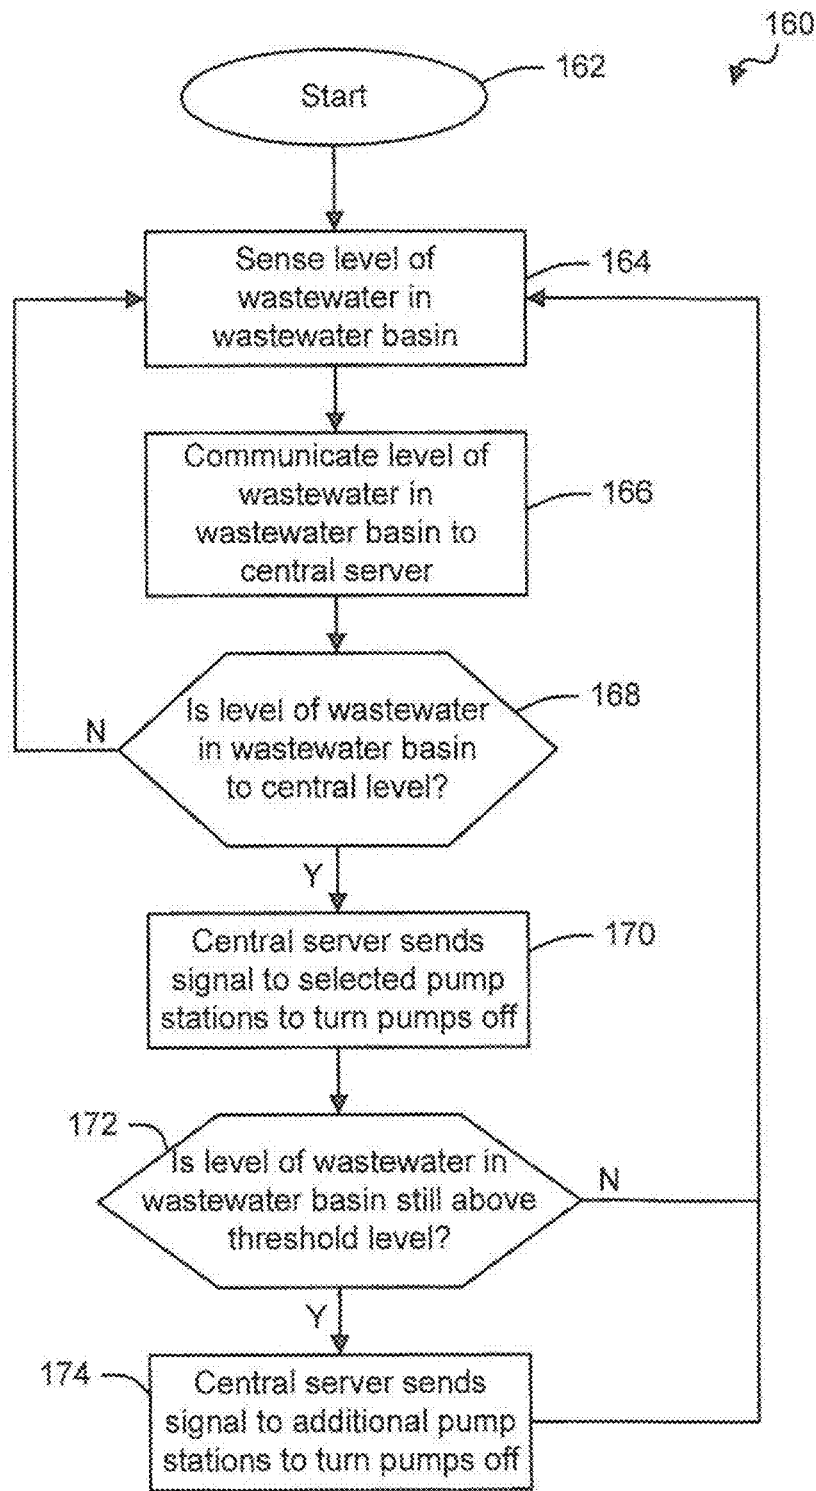 160
Start
162
Sense level of
wastewater in
wastewater basin
164
Communicate level of
wastewater in
wastewater basin to
central server
166
Is level of wastewater
in wastewater basin
to central level?
168
N
Y
Central server sends
signal to selected pump
stations to turn pumps off
170
172
Is level of wastewater in
wastewater basin still above
threshold level?
N
Y
174
Central server sends
signal to additional pump
stations to turn pumps off